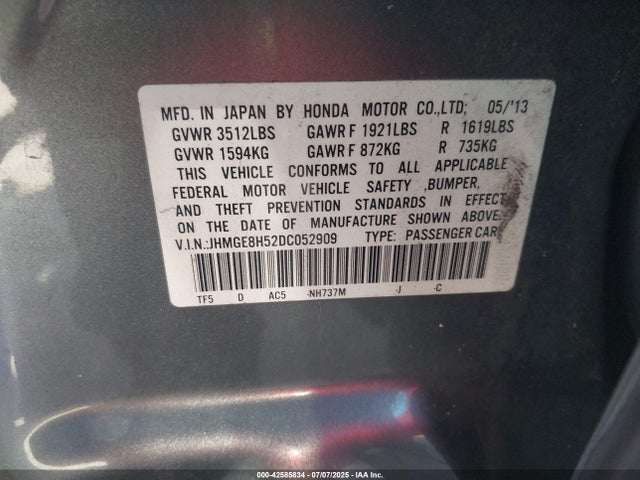 MFD. IN JAPAN BY HONDA MOTOR CO.,LTD; 05/'13
GVWR 3512LBS GAWR F 1921LBS R 1619LBS
GVWR 1594KG GAWR F 872KG R 735KG
THIS VEHICLE CONFORMS TO ALL APPLICABLE
FEDERAL MOTOR VEHICLE SAFETY ,BUMPER,
AND THEFT PREVENTION STANDARDS IN EFFECT
ON THE DATE OF MANUFACTURE SHOWN ABOVE.
V.I.N.:JHMGE8H52DC052909 TYPE: PASSENGER CAR
TF5 D AC5 -NH737M -J -C
000-42585834 - 07/07/2025 - IAA Inc.